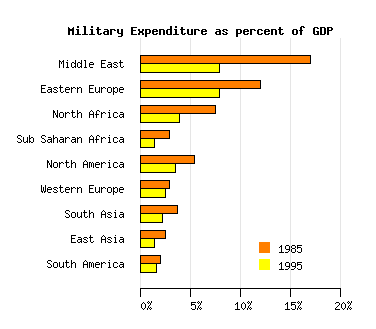 Military Expenditure as percent of GDP
Middle East
Eastern Europe
North Africa
Sub Saharan Africa
North America
Western Europe
South Asia
East Asia
South America
1985
1995
0% 5% 10% 15% 20%